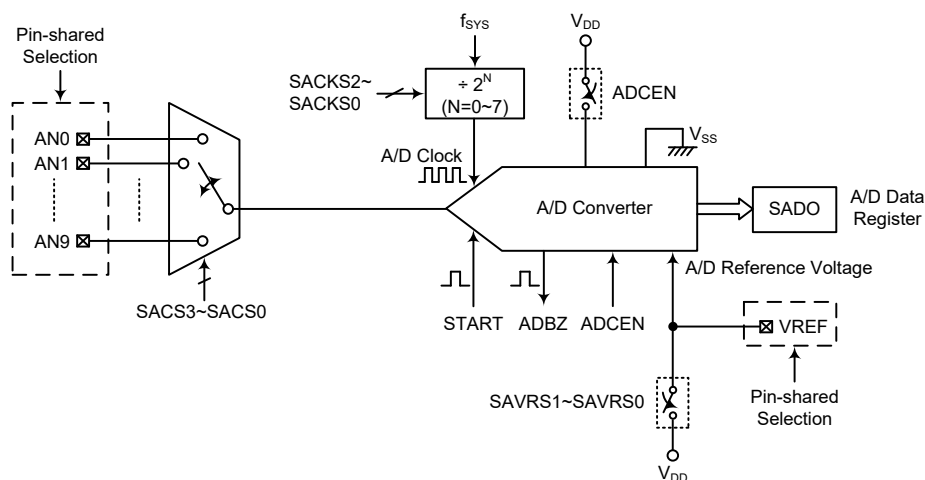 Pin-shared
Selection
AN0
AN1
AN9
SACS3~SACS0
fSYS
SACKS2~
SACKS0
÷ 2^N
(N=0~7)
A/D Clock
VDD
ADCEN
VSS
A/D Converter
SADO
A/D Data
Register
START
ADBZ
ADCEN
A/D Reference Voltage
VREF
Pin-shared
Selection
SAVRS1~SAVRS0
VDD